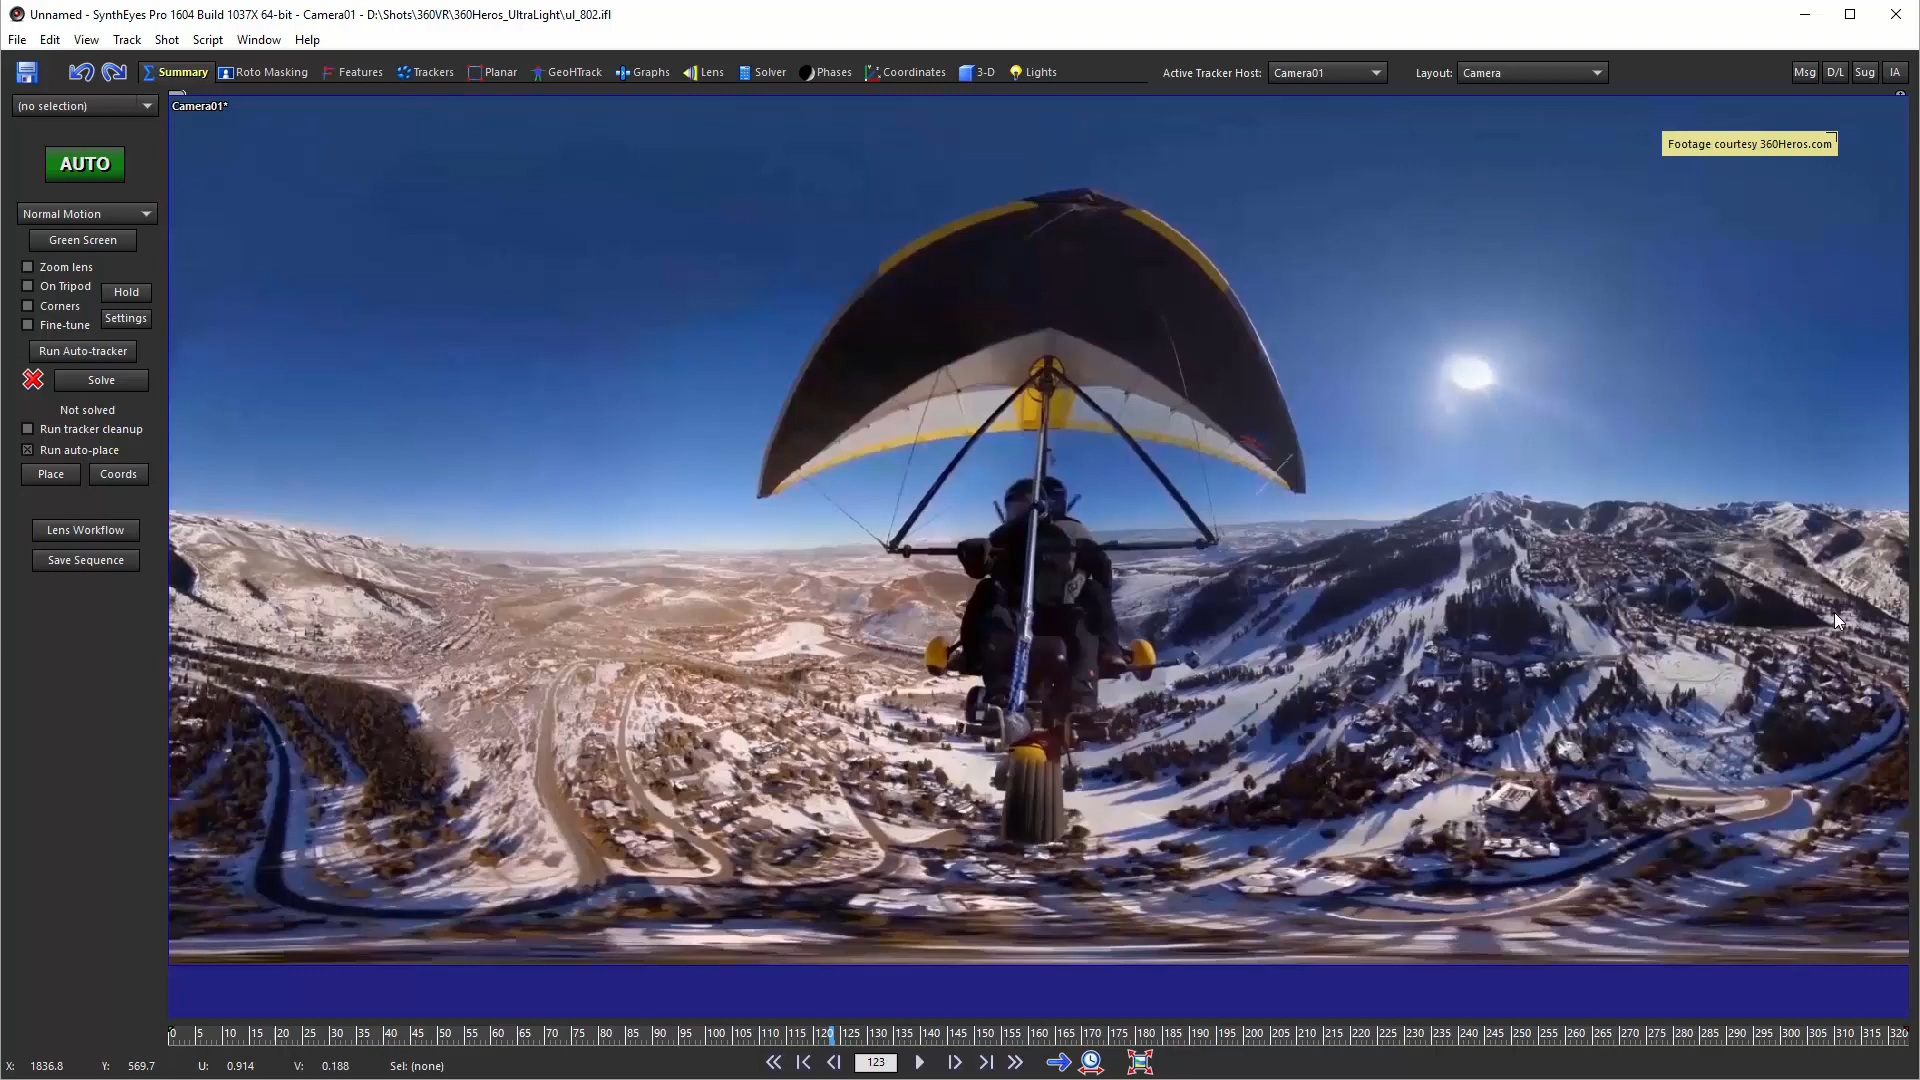 Unnamed - SynthEyes Pro 1604 Build 1037X 64-bit - Camera01 - D:\Shots\360VR\360Heros_UltraLight\ul_802.ifl
File Edit View Track Shot Script Window Help
Summary Roto Masking Features Trackers Planar GeoHTrack Graphs Lens Solver Phases Coordinates 3-D Lights Active Tracker Host: Camera01 Layout: Camera Msg D/L Sug IA
(no selection)
Camera01*
Footage courtesy 360Heros.com
AUTO
Normal Motion
Green Screen
Zoom lens
On Tripod
Hold
Corners
Settings
Fine-tune
Run Auto-tracker
Solve
Not solved
Run tracker cleanup
Run auto-place
Place Coords
Lens Workflow
Save Sequence
0 5 10 15 20 25 30 35 40 45 50 55 60 65 70 75 80 85 90 95 100 105 110 115 120 125 130 135 140 145 150 155 160 165 170 175 180 185 190 195 200 205 210 215 220 225 230 235 240 245 250 255 260 265 270 275 280 285 290 295 300 305 310 315 320
X: 1836.8 Y: 569.7 U: 0.914 V: 0.188 Sel: (none) 123